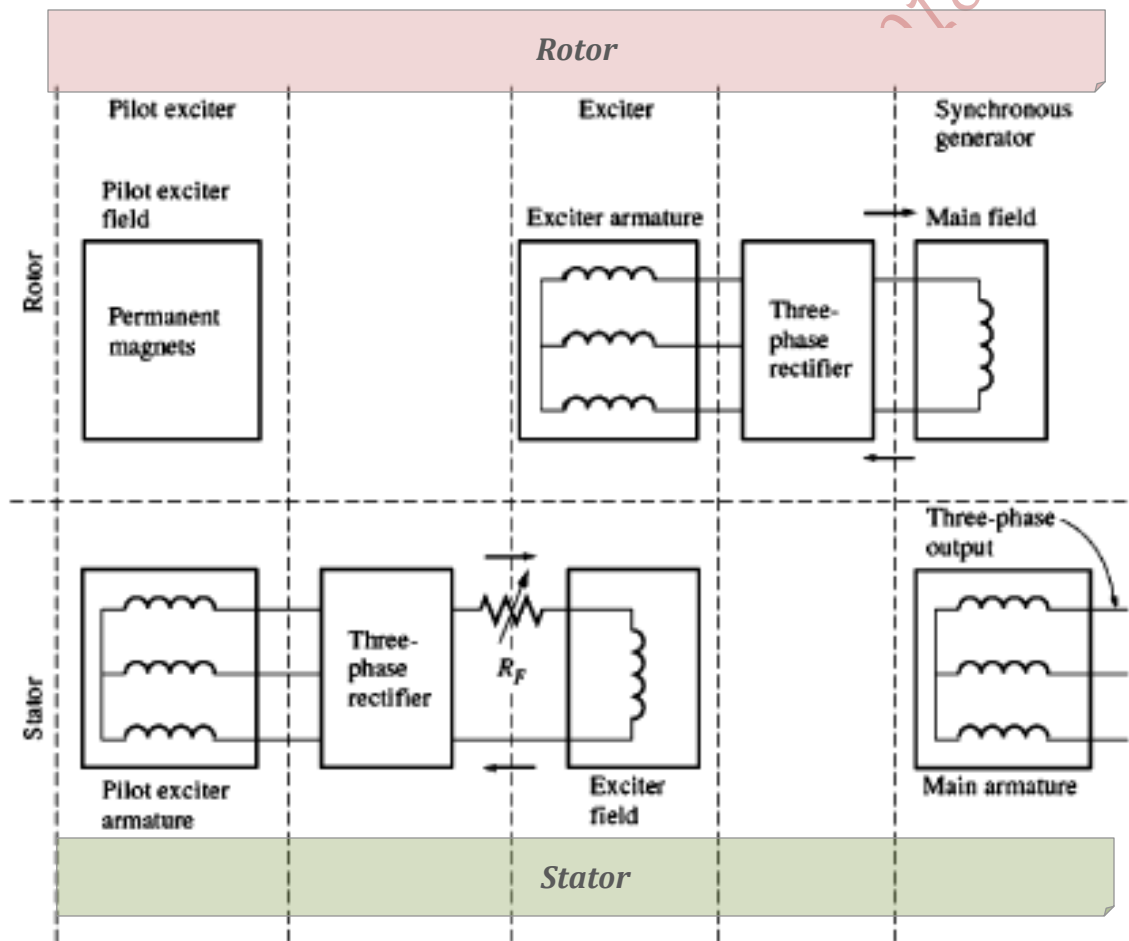 Rotor
Pilot exciter
Exciter
Synchronous
generator
Pilot exciter
field
Exciter armature
Main field
Rotor
Permanent
magnets
Three-
phase
rectifier
Three-phase
output
Three-
phase
rectifier
R_F
Stator
Pilot exciter
armature
Exciter
field
Main armature
Stator